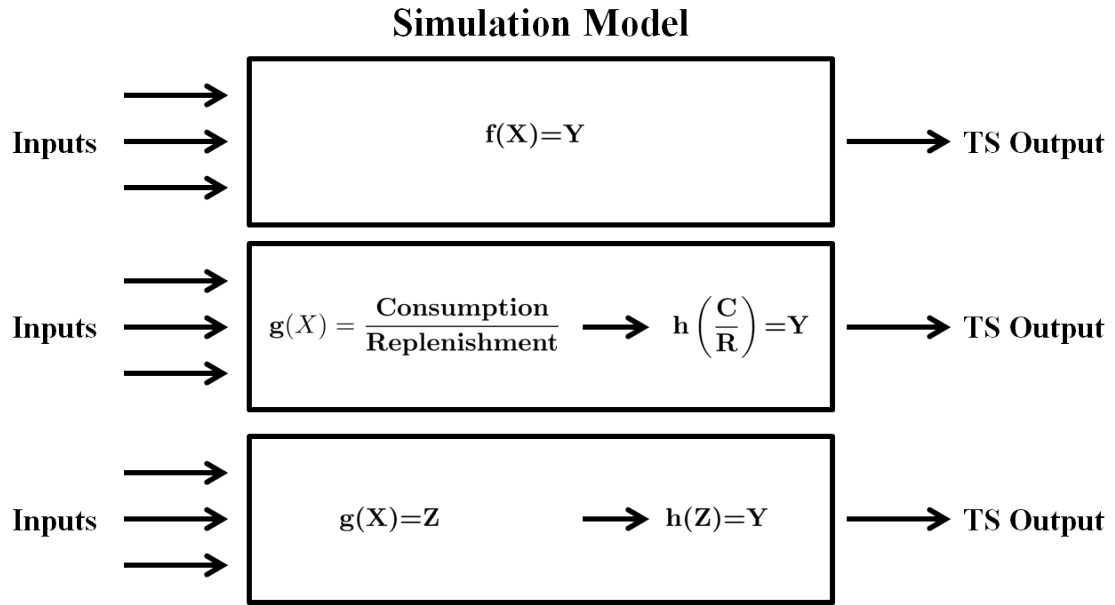 Simulation Model
Inputs
f(X)=Y
TS Output
Inputs
g(X) = Consumption / Replenishment
h(C/R)=Y
TS Output
Inputs
g(X)=Z
h(Z)=Y
TS Output